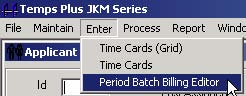 Temps Plus JKM Series
File Maintain Enter Process Report Window
Applicant
Time Cards (Grid)
Time Cards
Period Batch Billing Editor
Id